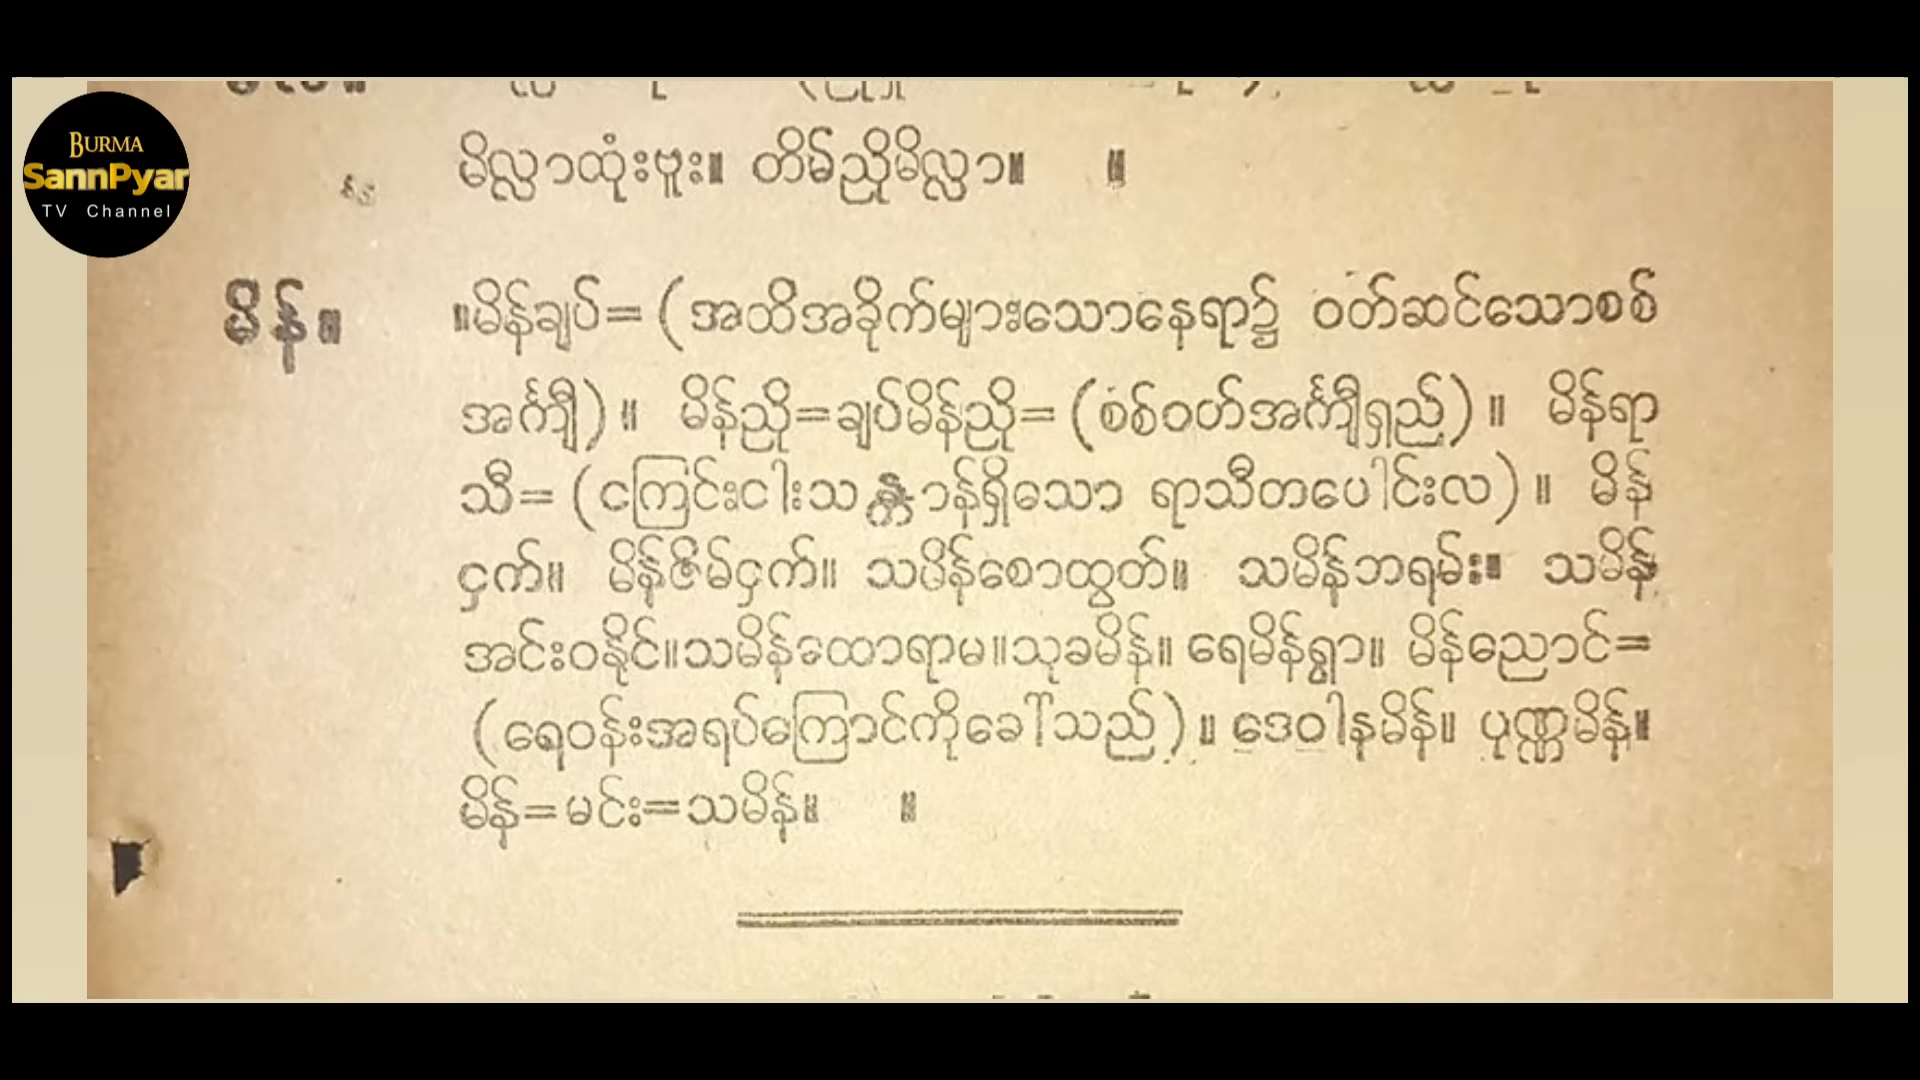 BURMA
SannPyar
TV Channel
မိလ္လာထုံးဗူး။ တိမ်ညိုမိလ္လာ။ ။
မိန်။ ။မိန်ချပ်=(အထိအခိုက်များသောနေရာ၌ ဝတ်ဆင်သောစစ်
အင်္ကျီ)။ မိန်ညို=ချပ်မိန်ညို=(စစ်ဝတ်အင်္ကျီရှည်)။ မိန်ရာ
သီ=(ငကြင်းငါးသဏ္ဌာန်ရှိသော ရာသီတပေါင်းလ)။ မိန်
ငှက်။ မိန်ဇိမ်ငှက်။ သမိန်စောထွတ်။ သမိန်ဘရမ်း။ သမိန်
အင်းဝနိုင်။သမိန်ထောရာမ။သုခမိန်။ ရေမိန်ရွာ။ မိန်ညောင်=
(ရေဝန်းအရပ်ကြောင်ကိုခေါ်သည်)။ ဒေဝါနမိန်။ ပုဏ္ဏမိန်။
မိန်=မင်း=သမိန်။ ။